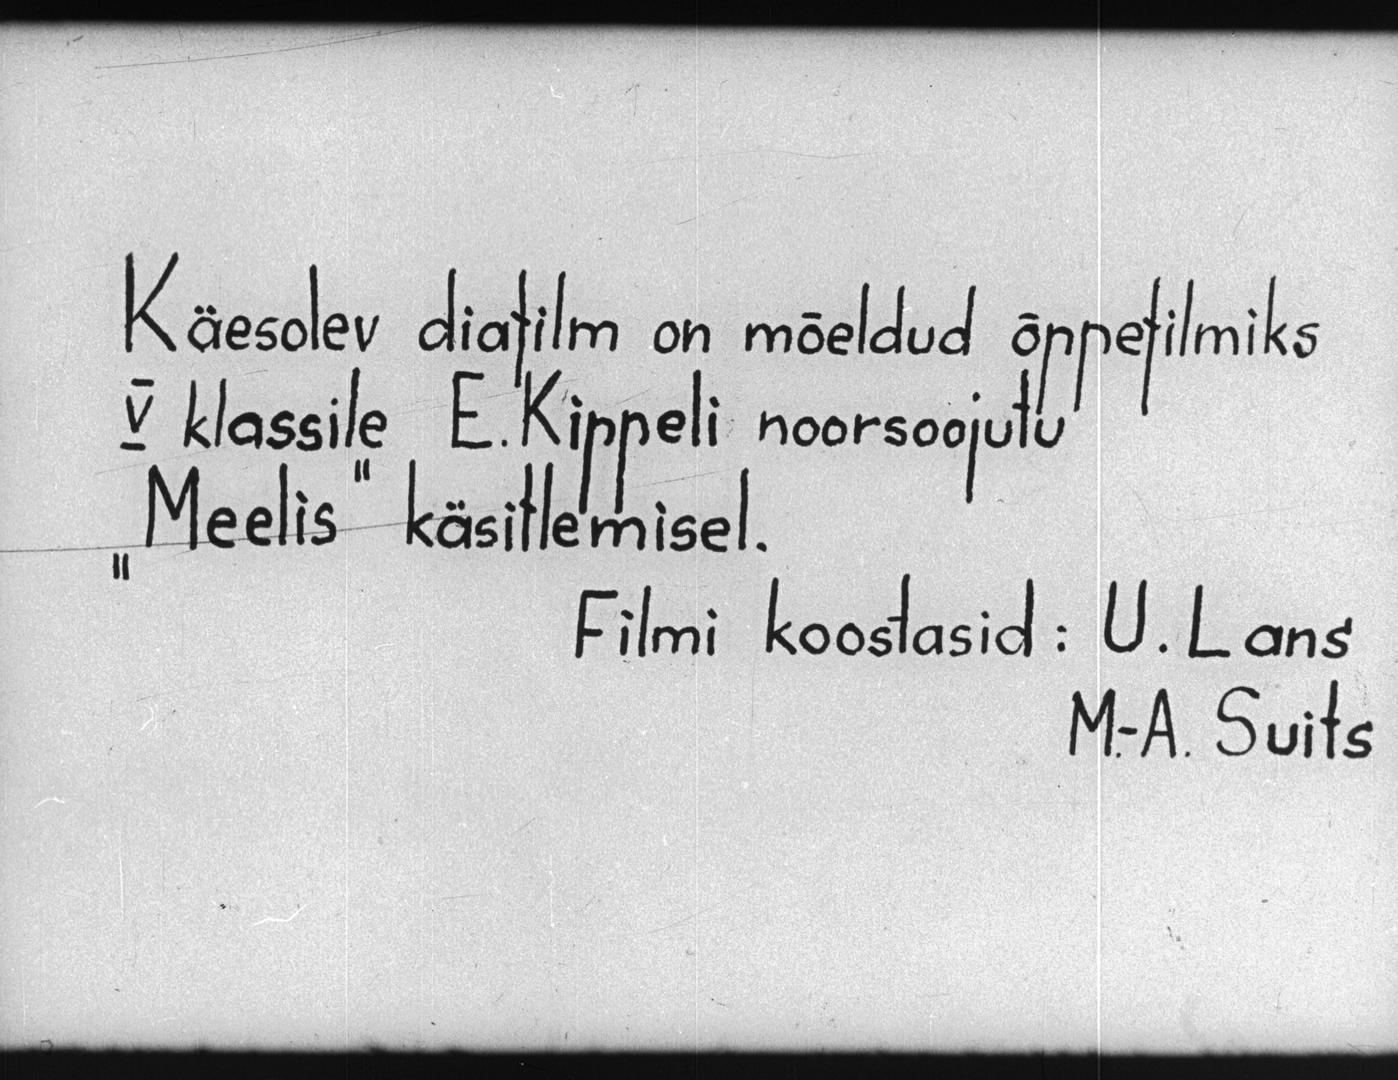 Käesolev diafilm on mõeldud õppefilmiks
V klassile E. Kippeli noorsoojutu
„Meelis" käsitlemisel.
Filmi koostasid: U. Lans
M.-A. Suits